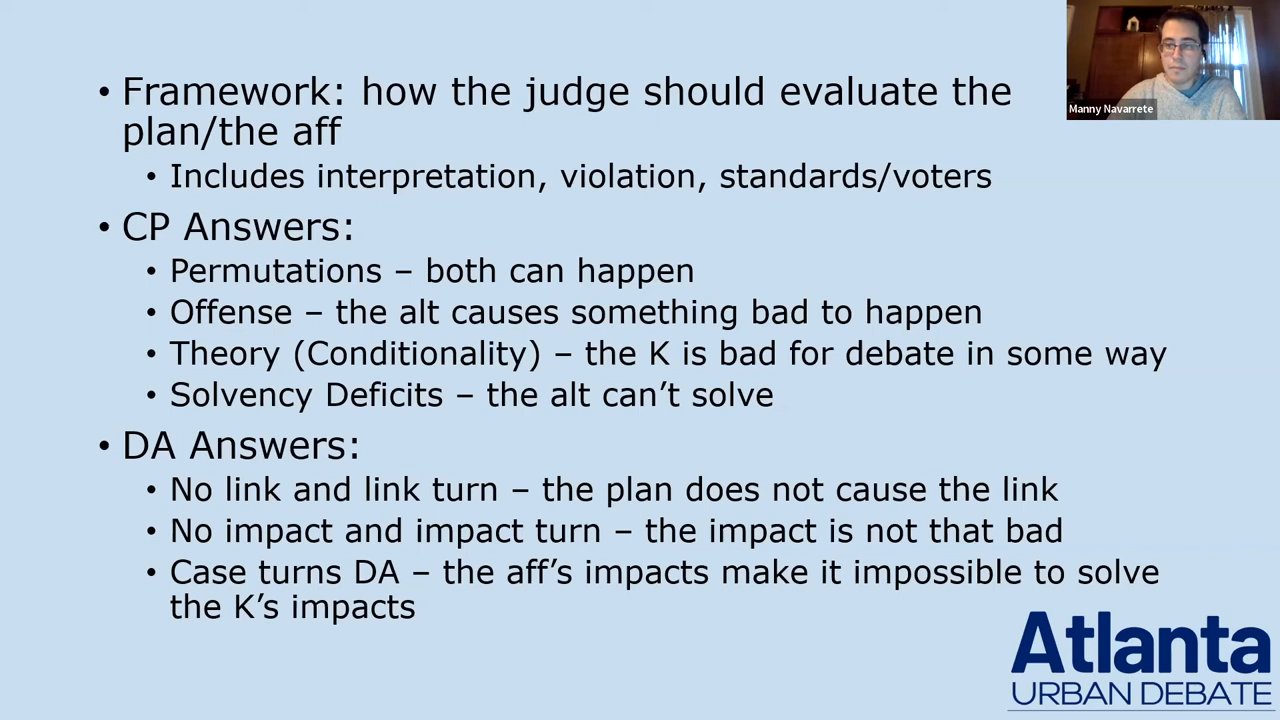 • Framework: how the judge should evaluate the
plan/the aff
• Includes interpretation, violation, standards/voters
• CP Answers:
• Permutations – both can happen
• Offense – the alt causes something bad to happen
• Theory (Conditionality) – the K is bad for debate in some way
• Solvency Deficits – the alt can’t solve
• DA Answers:
• No link and link turn – the plan does not cause the link
• No impact and impact turn – the impact is not that bad
• Case turns DA – the aff’s impacts make it impossible to solve
the K’s impacts
Manny Navarrete
Atlanta
URBAN DEBATE